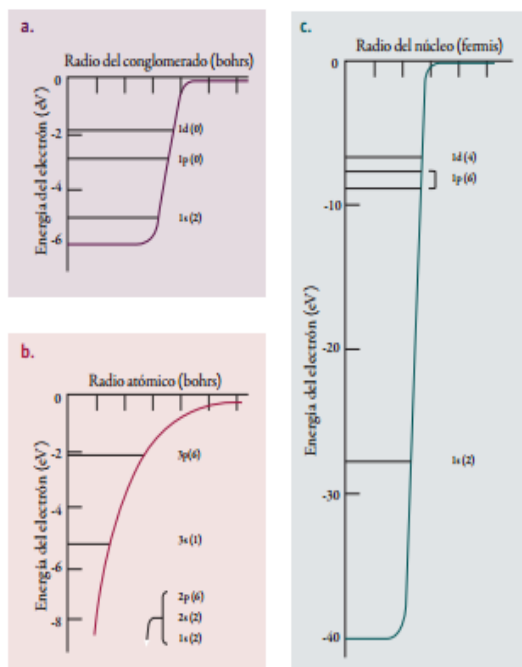 a.
Radio del conglomerado (bohrs)
Energía del electrón (eV)
0
-2
-4
-6
1d (0)
1p (0)
1s (2)
b.
Radio atómico (bohrs)
Energía del electrón (eV)
0
-2
-4
-6
-8
3p(6)
3s (1)
2p (6)
2s (2)
1s (2)
c.
Radio del núcleo (fermis)
Energía del electrón (eV)
0
-10
-20
-30
-40
1d (4)
1p (6)
1s (2)